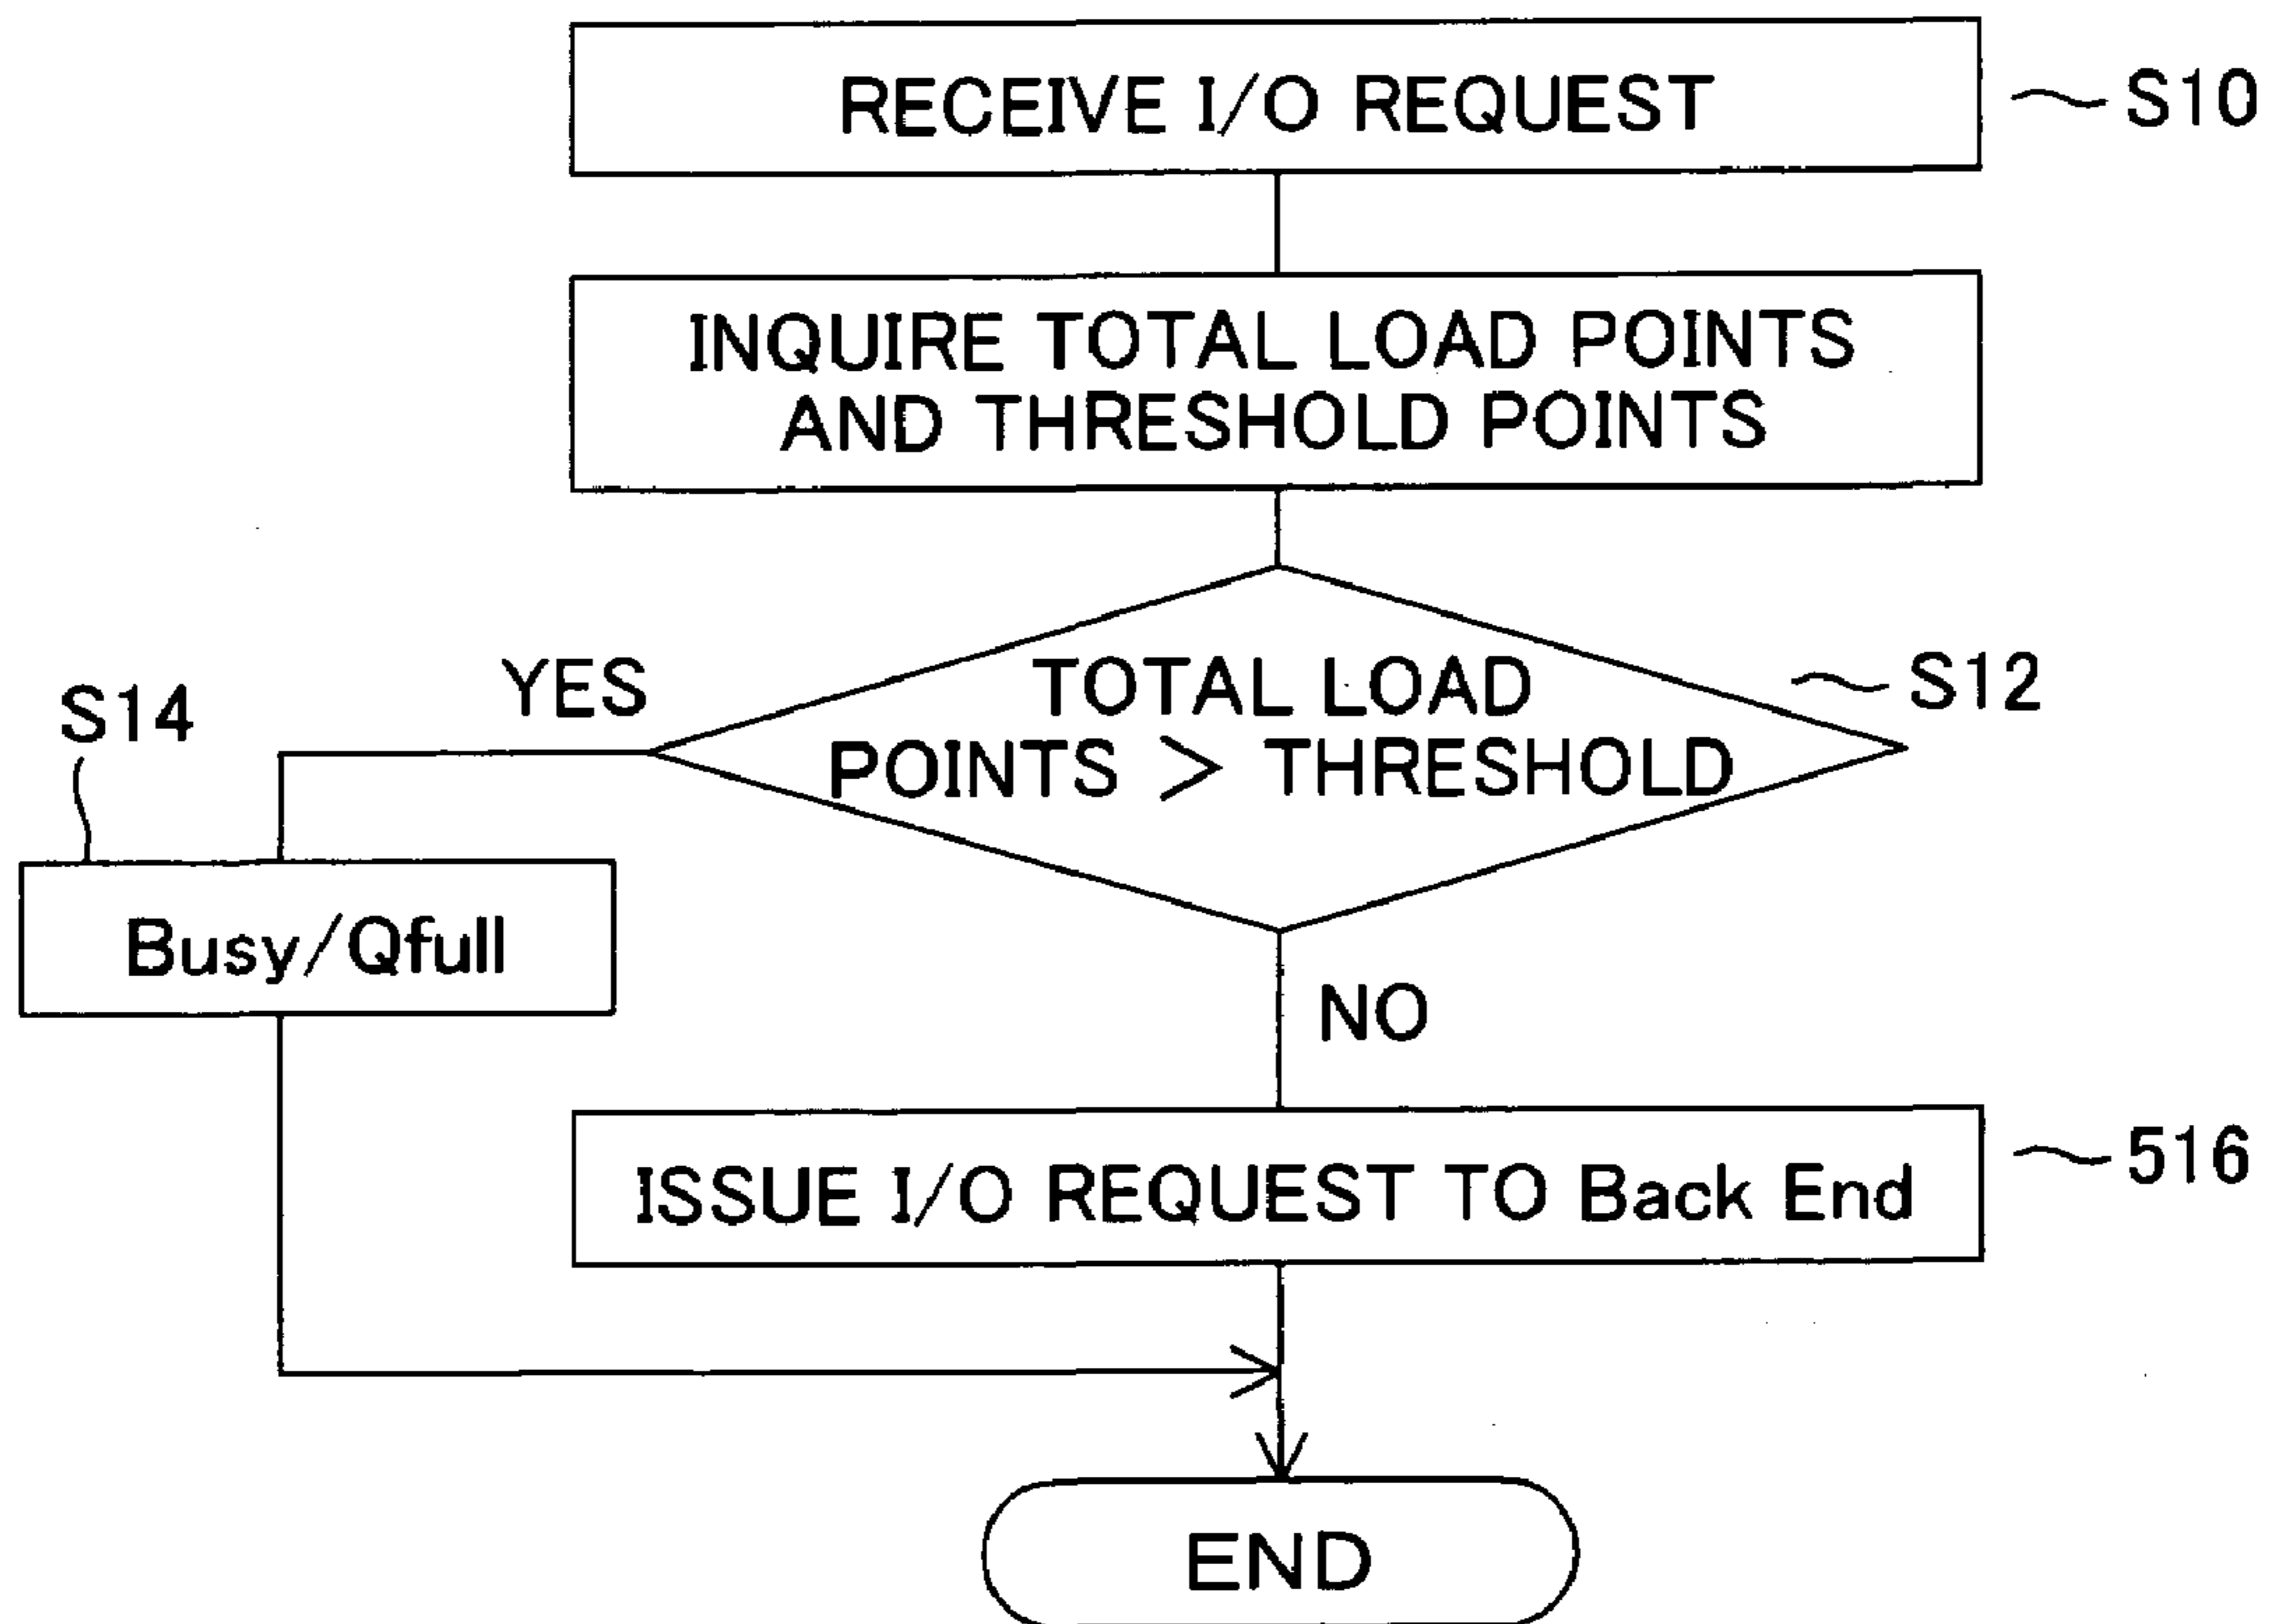 RECEIVE I/O REQUEST
S10
INQUIRE TOTAL LOAD POINTS
AND THRESHOLD POINTS
YES
TOTAL LOAD
POINTS > THRESHOLD
S12
S14
Busy/Qfull
NO
ISSUE I/O REQUEST TO Back End
516
END